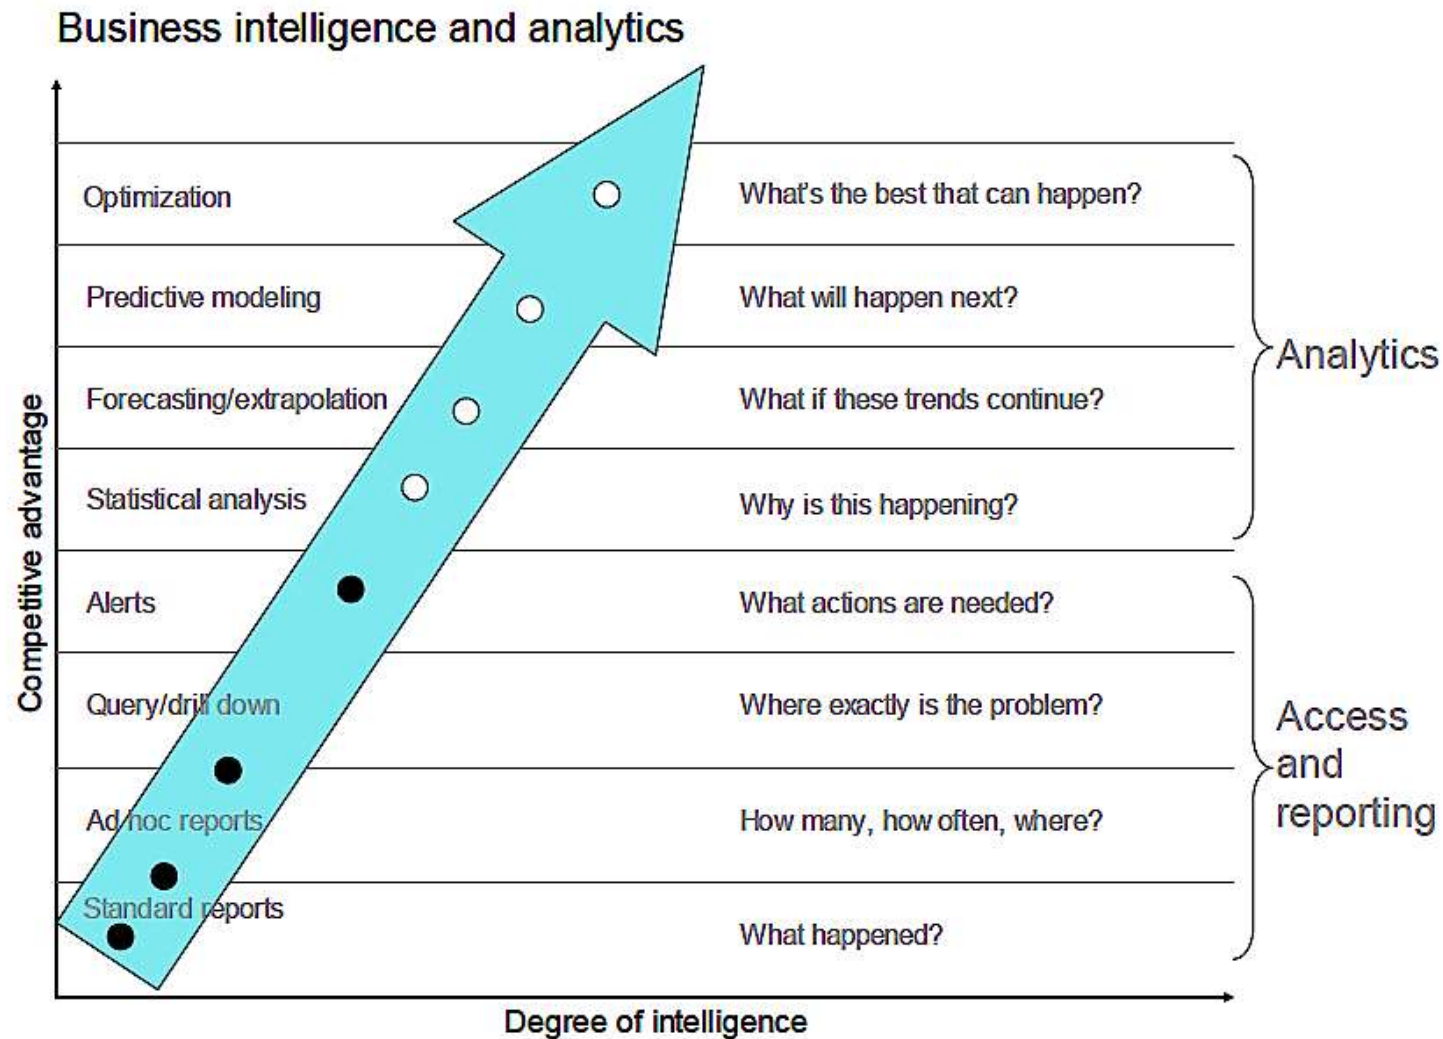 Business intelligence and analytics
Optimization
What's the best that can happen?
Predictive modeling
What will happen next?
Analytics
Forecasting/extrapolation
What if these trends continue?
Statistical analysis
Why is this happening?
Competitive advantage
Alerts
What actions are needed?
Query/drill down
Where exactly is the problem?
Access
and
reporting
Ad hoc reports
How many, how often, where?
Standard reports
What happened?
Degree of intelligence